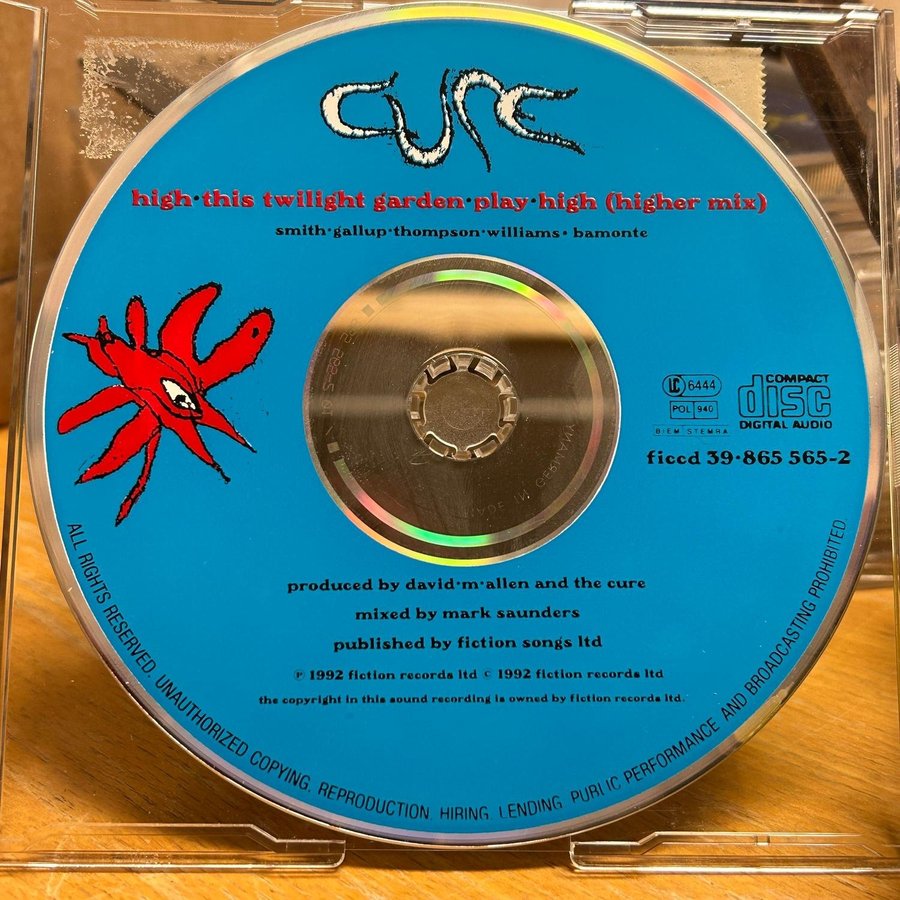 CURE
high·this twilight garden·play·high (higher mix)
smith·gallup·thompson·williams·bamonte
LC 6444
POL 940
BIEM STEMRA
COMPACT
disc
DIGITAL AUDIO
ficcd 39·865 565-2
MADE IN GERMANY
produced by david·m·allen and the cure
mixed by mark saunders
published by fiction songs ltd
℗ 1992 fiction records ltd © 1992 fiction records ltd
the copyright in this sound recording is owned by fiction records ltd.
ALL RIGHTS RESERVED. UNAUTHORIZED COPYING, REPRODUCTION, HIRING, LENDING, PUBLIC PERFORMANCE AND BROADCASTING PROHIBITED